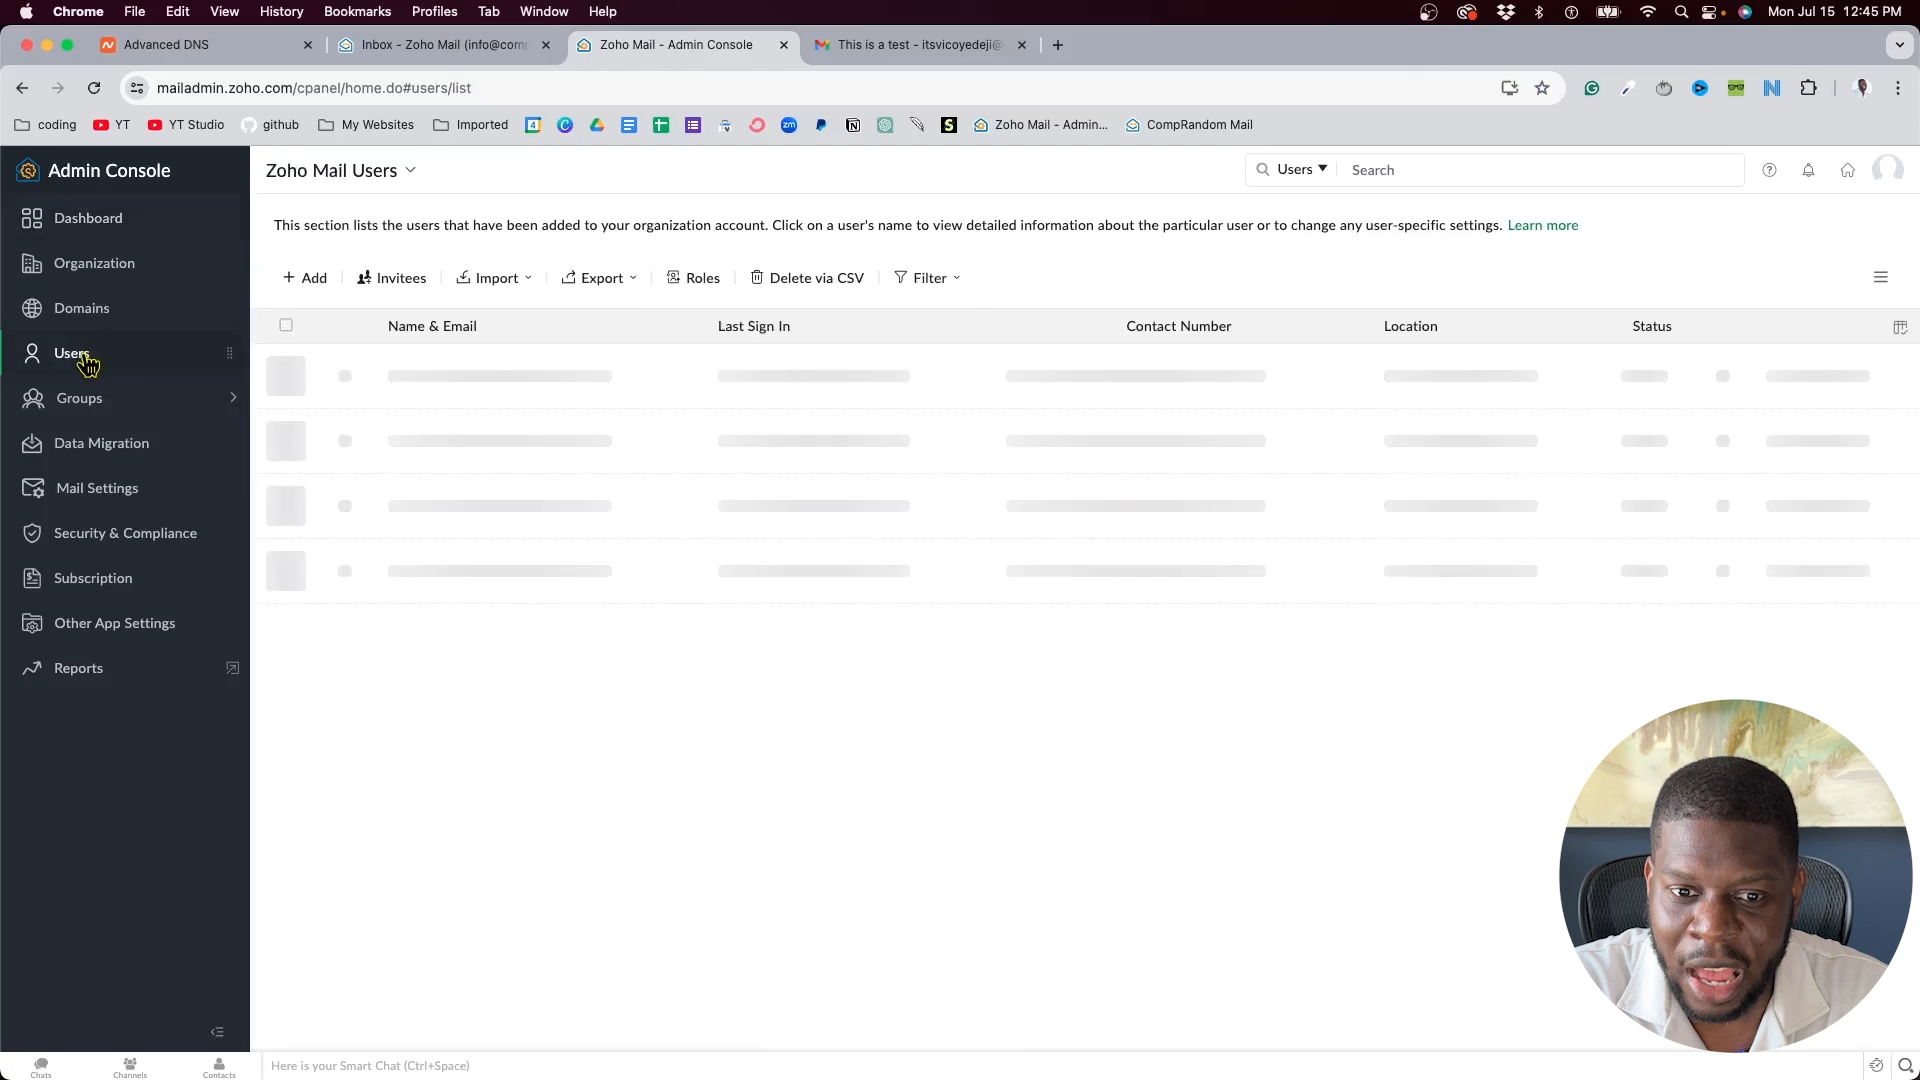 Chrome File Edit View History Bookmarks Profiles Tab Window Help Mon Jul 15 12:45 PM
Advanced DNS Inbox - Zoho Mail (info@com Zoho Mail - Admin Console This is a test - itsvicoyedeji@
mailadmin.zoho.com/cpanel/home.do#users/list
coding YT YT Studio github My Websites Imported Zoho Mail - Admin... CompRandom Mail
Admin Console
Zoho Mail Users
Users Search
Dashboard
Organization
Domains
Users
Groups
Data Migration
Mail Settings
Security & Compliance
Subscription
Other App Settings
Reports
This section lists the users that have been added to your organization account. Click on a user's name to view detailed information about the particular user or to change any user-specific settings. Learn more
+ Add Invitees Import Export Roles Delete via CSV Filter
Name & Email Last Sign In Contact Number Location Status
Chats Channels Contacts
Here is your Smart Chat (Ctrl+Space)